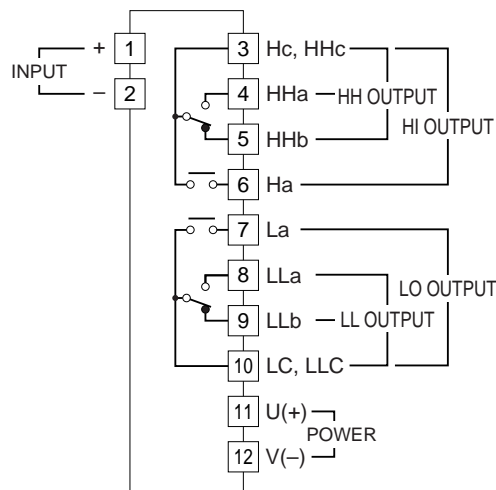 INPUT
+ 1
– 2
3 Hc, HHc
4 HHa HH OUTPUT
5 HHb
HI OUTPUT
6 Ha
7 La
8 LLa
LO OUTPUT
9 LLb LL OUTPUT
10 LC, LLC
11 U(+)
POWER
12 V(–)